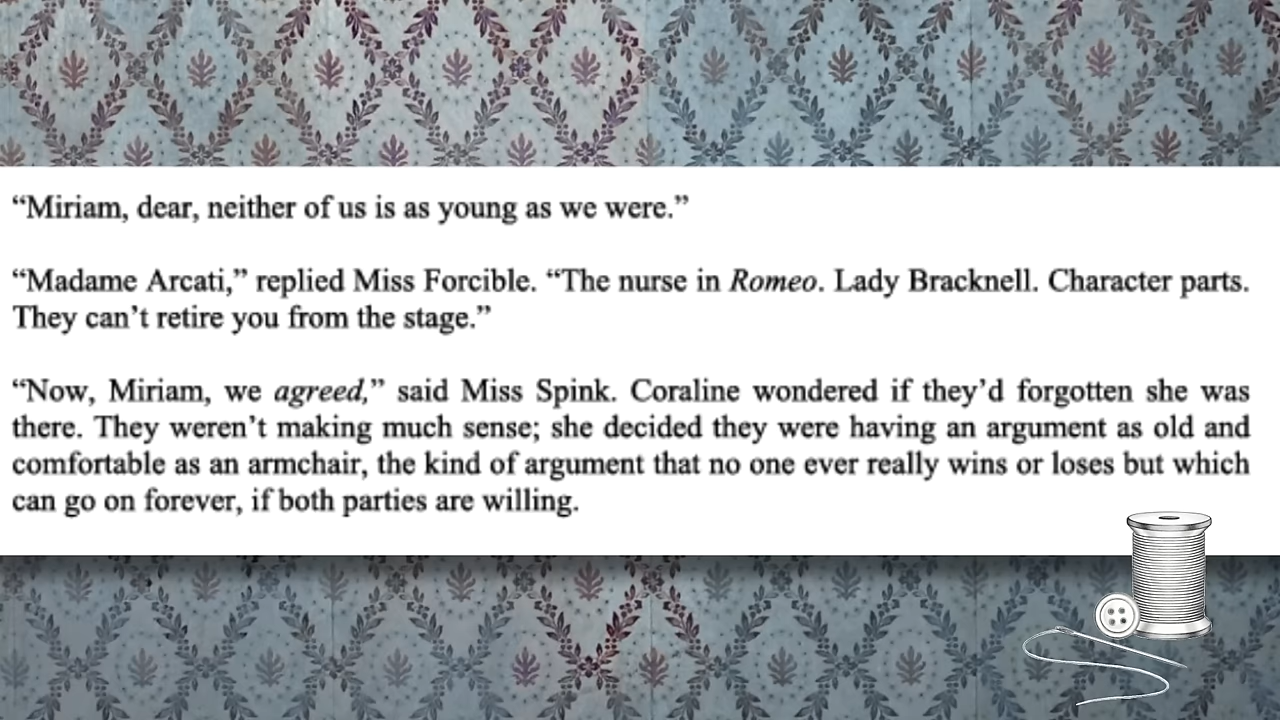 “Miriam, dear, neither of us is as young as we were.”
“Madame Arcati,” replied Miss Forcible. “The nurse in Romeo. Lady Bracknell. Character parts.
They can’t retire you from the stage.”
“Now, Miriam, we agreed,” said Miss Spink. Coraline wondered if they’d forgotten she was
there. They weren’t making much sense; she decided they were having an argument as old and
comfortable as an armchair, the kind of argument that no one ever really wins or loses but which
can go on forever, if both parties are willing.